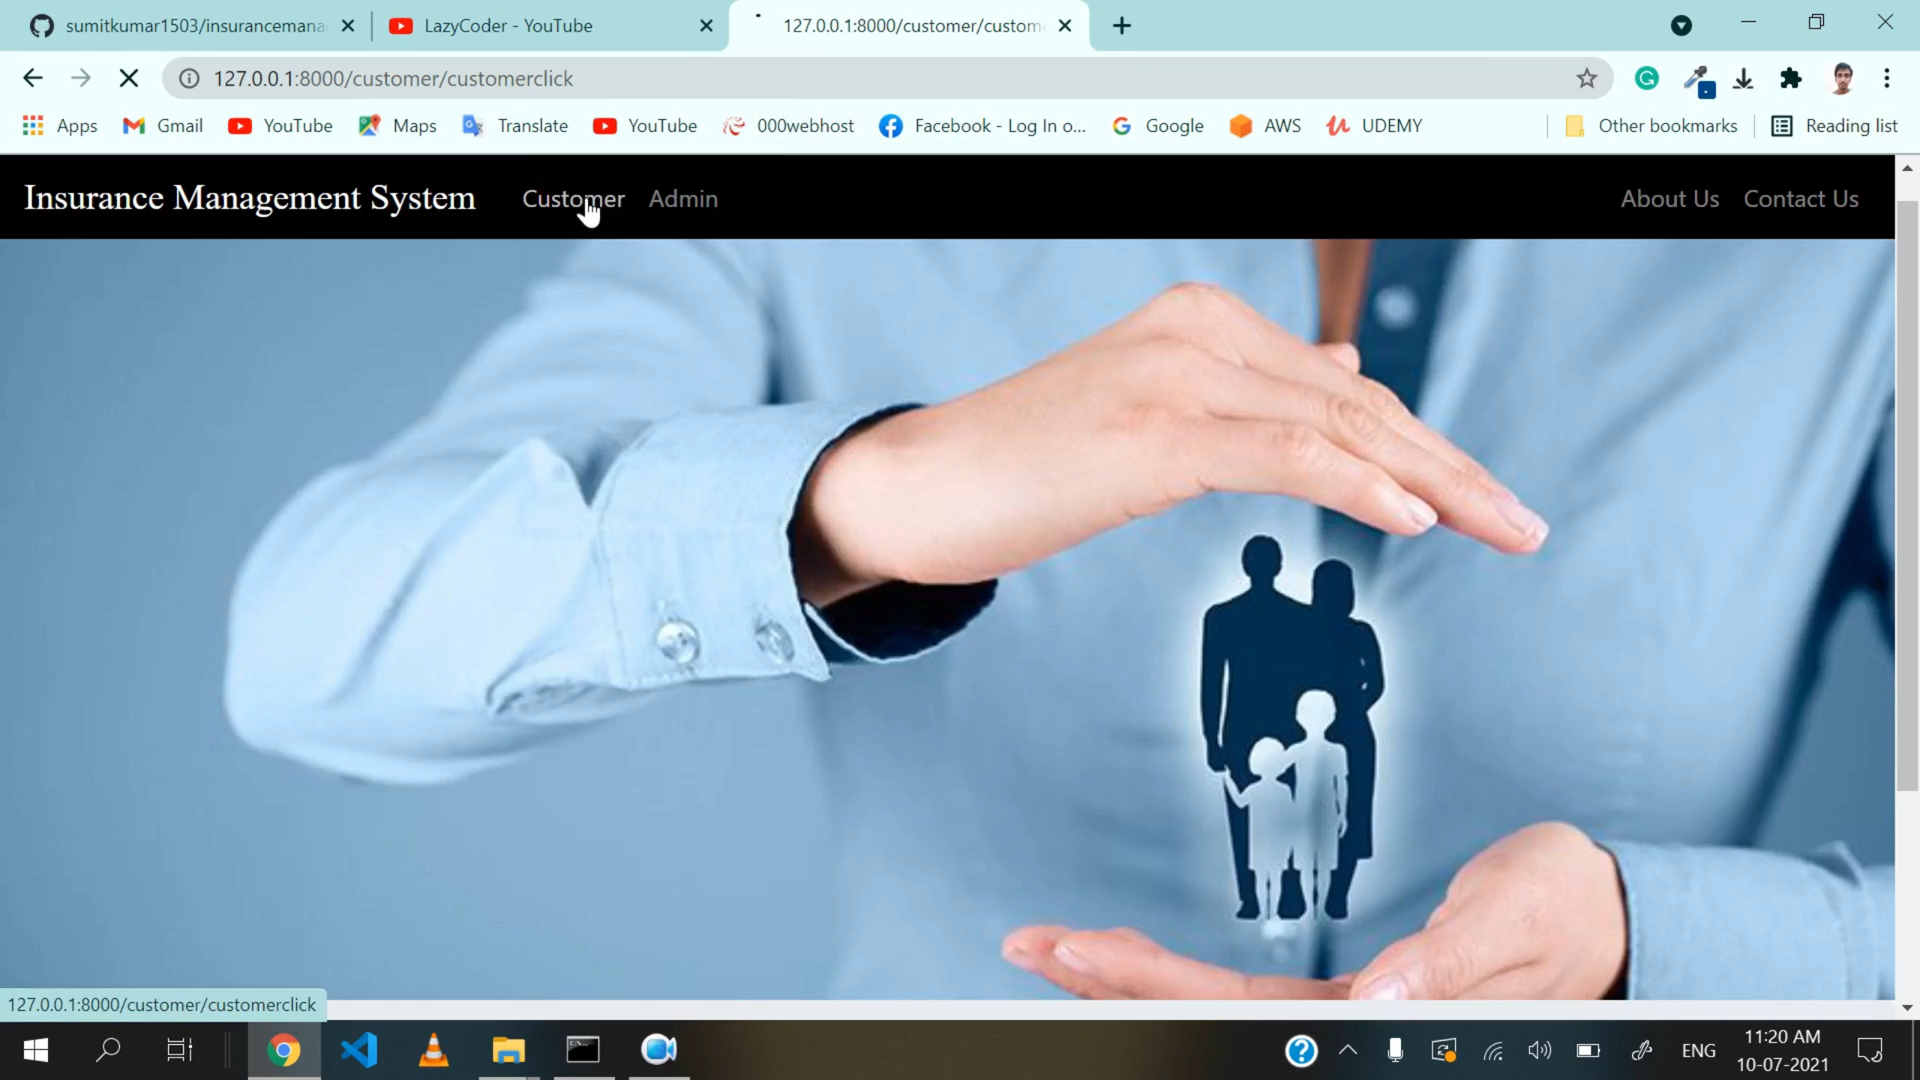 sumitkumar1503/insurancemana
LazyCoder - YouTube
127.0.0.1:8000/customer/custom
127.0.0.1:8000/customer/customerclick
Apps
Gmail
YouTube
Maps
Translate
YouTube
000webhost
Facebook - Log In o...
Google
AWS
UDEMY
Other bookmarks
Reading list
Insurance Management System
Customer
Admin
About Us
Contact Us
127.0.0.1:8000/customer/customerclick
ENG
11:20 AM
10-07-2021